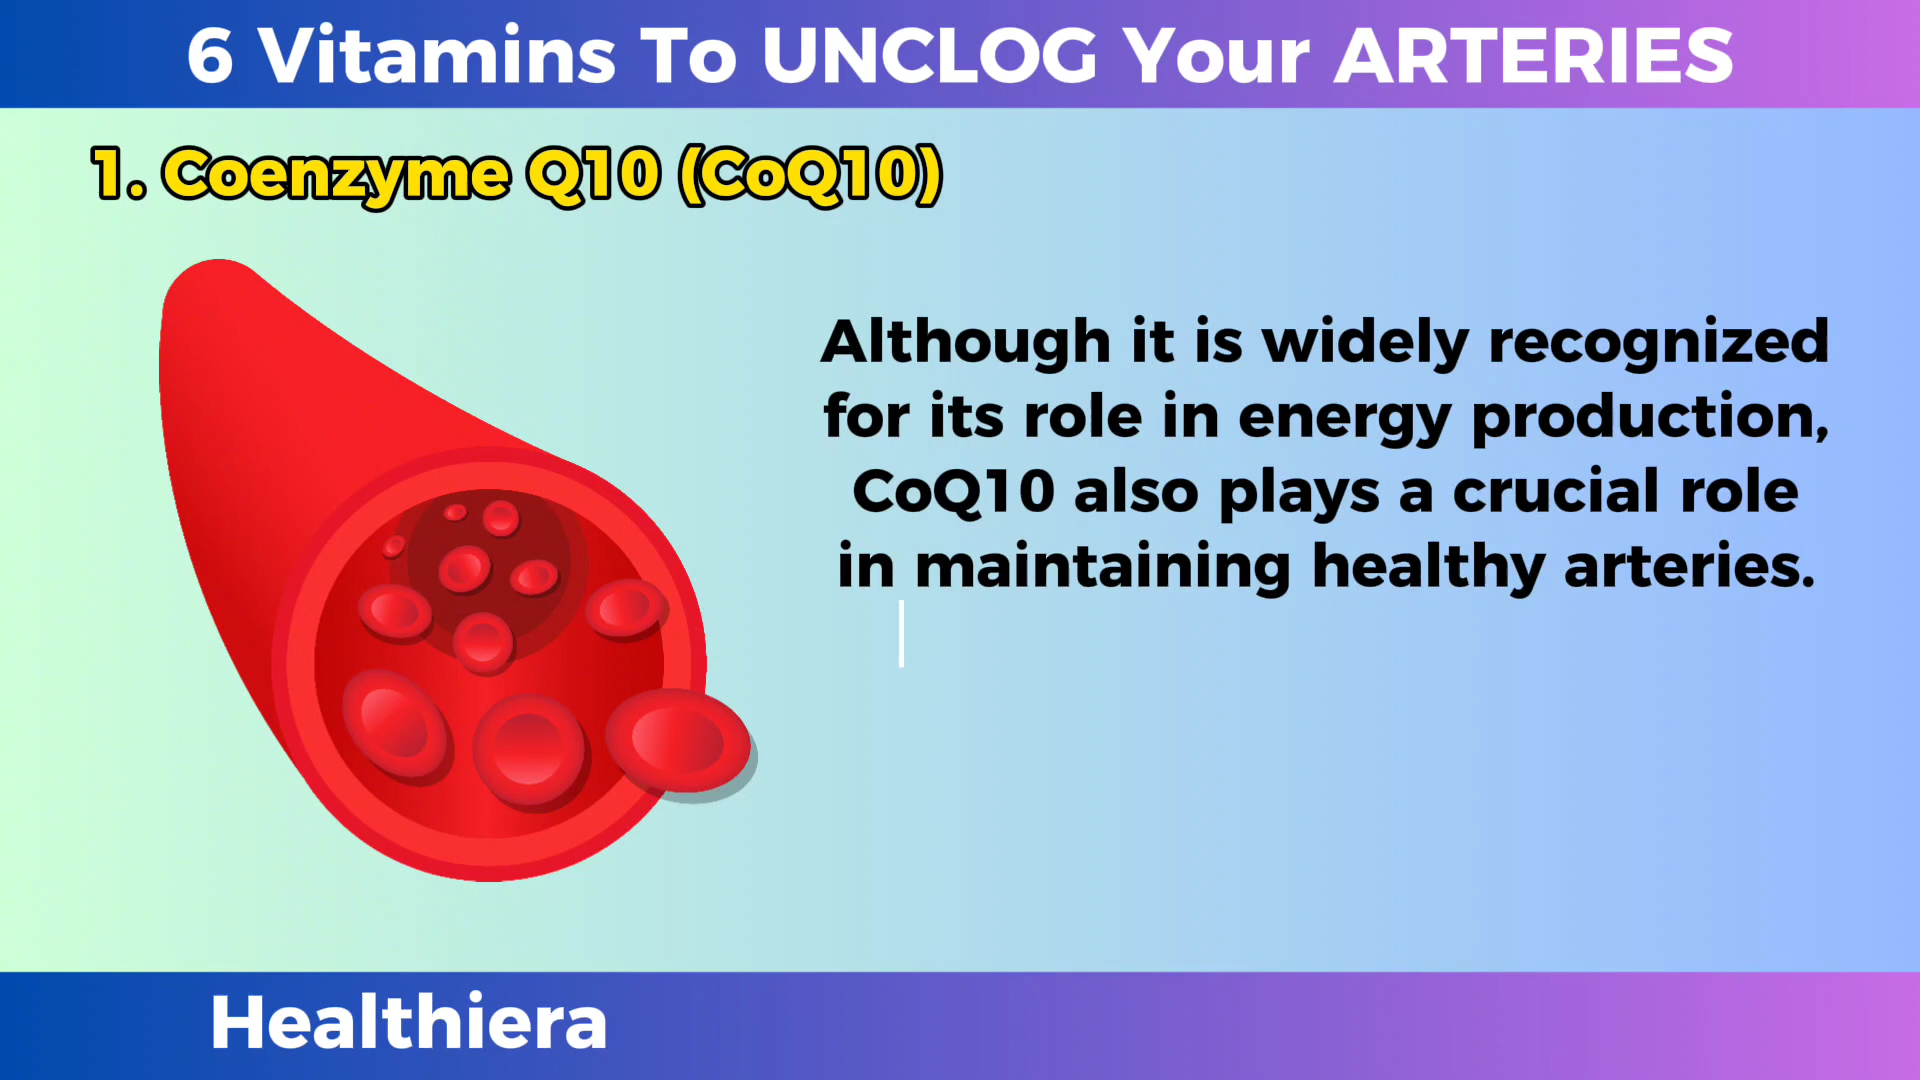 6 Vitamins To UNCLOG Your ARTERIES
1. Coenzyme Q10 (CoQ10)
Although it is widely recognized
for its role in energy production,
CoQ10 also plays a crucial role
in maintaining healthy arteries.
Healthiera